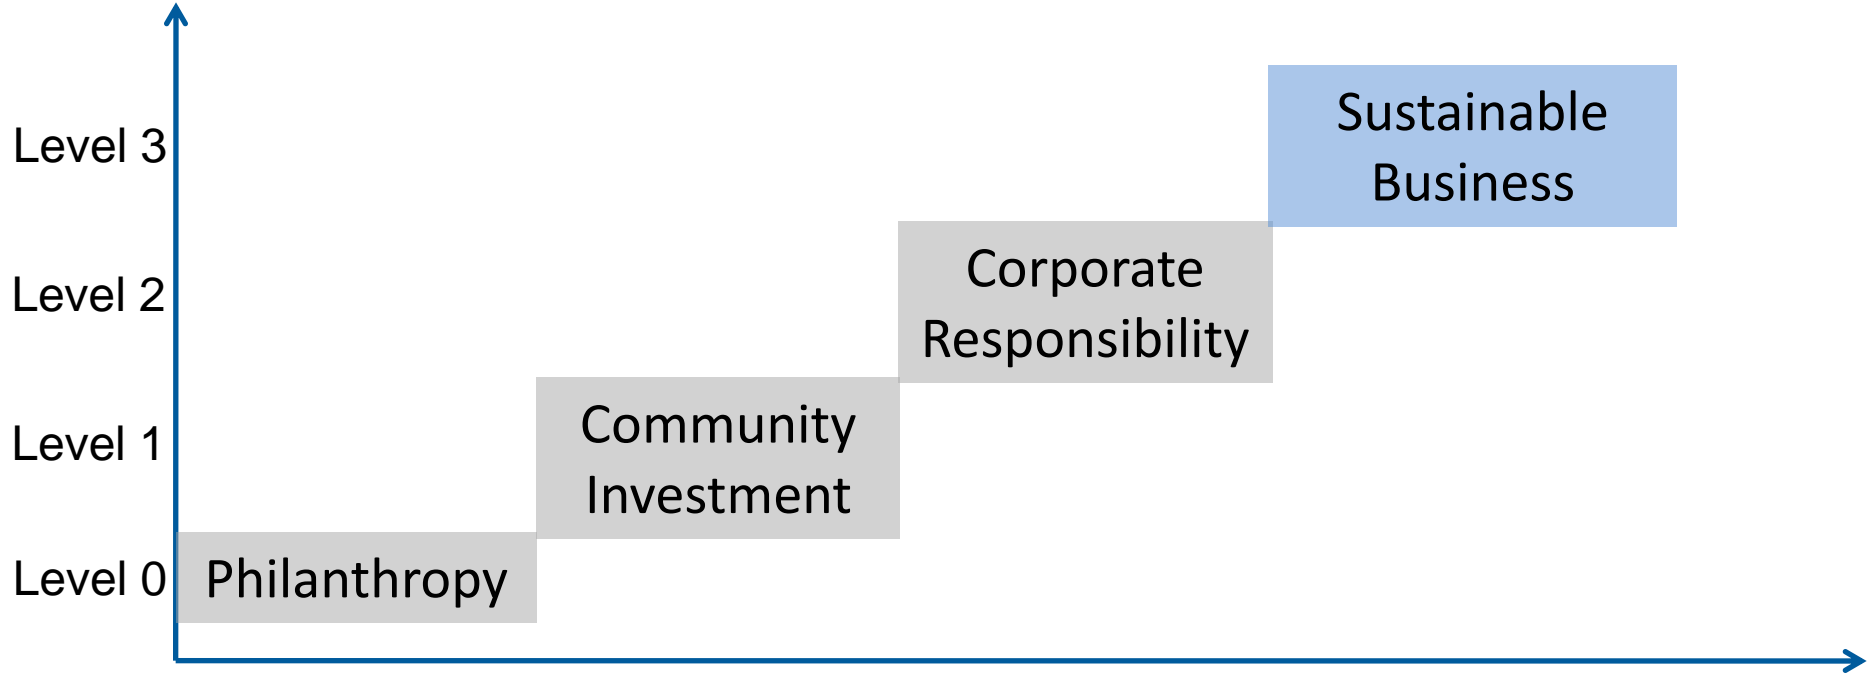 Level 3
Sustainable
Business
Level 2
Corporate
Responsibility
Level 1
Community
Investment
Level 0
Philanthropy